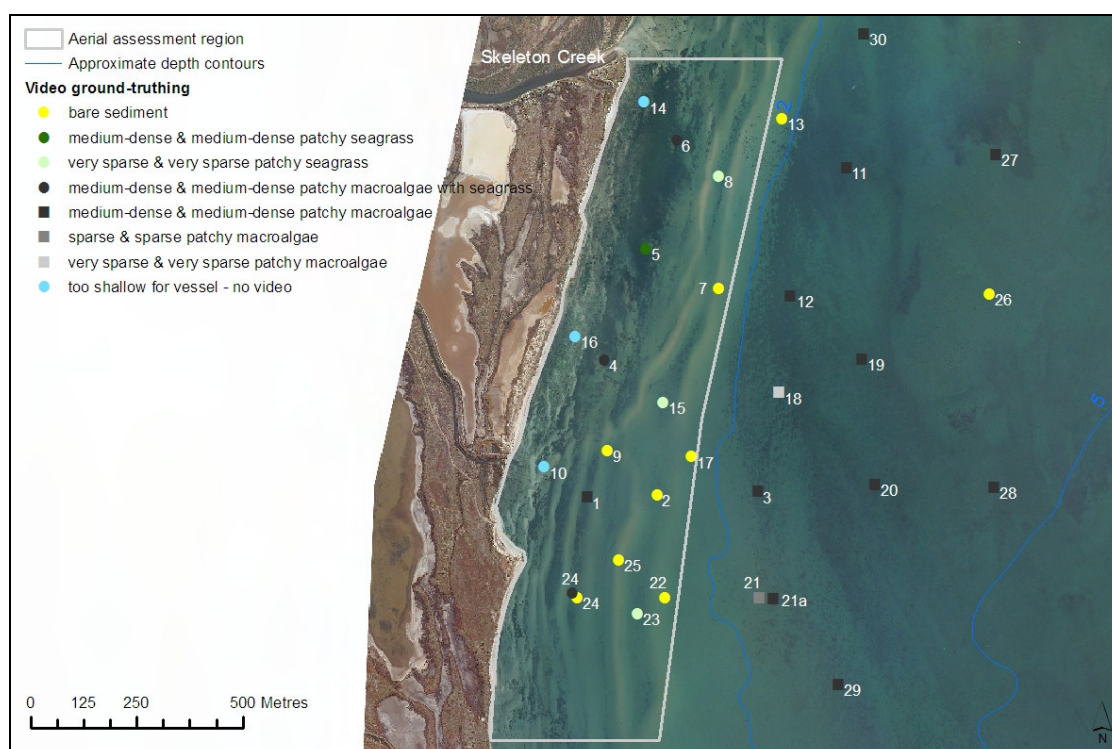 Aerial assessment region
Approximate depth contours
Video ground-truthing
bare sediment
medium-dense & medium-dense patchy seagrass
very sparse & very sparse patchy seagrass
medium-dense & medium-dense patchy macroalgae with seagrass
medium-dense & medium-dense patchy macroalgae
sparse & sparse patchy macroalgae
very sparse & very sparse patchy macroalgae
too shallow for vessel - no video
Skeleton Creek
30
2
14
13
6
27
11
8
5
7
26
12
16
4
19
18
15
5
9
17
10
1
2
3
20
28
25
24
24
22
23
21
21a
29
0 125 250 500 Metres
N